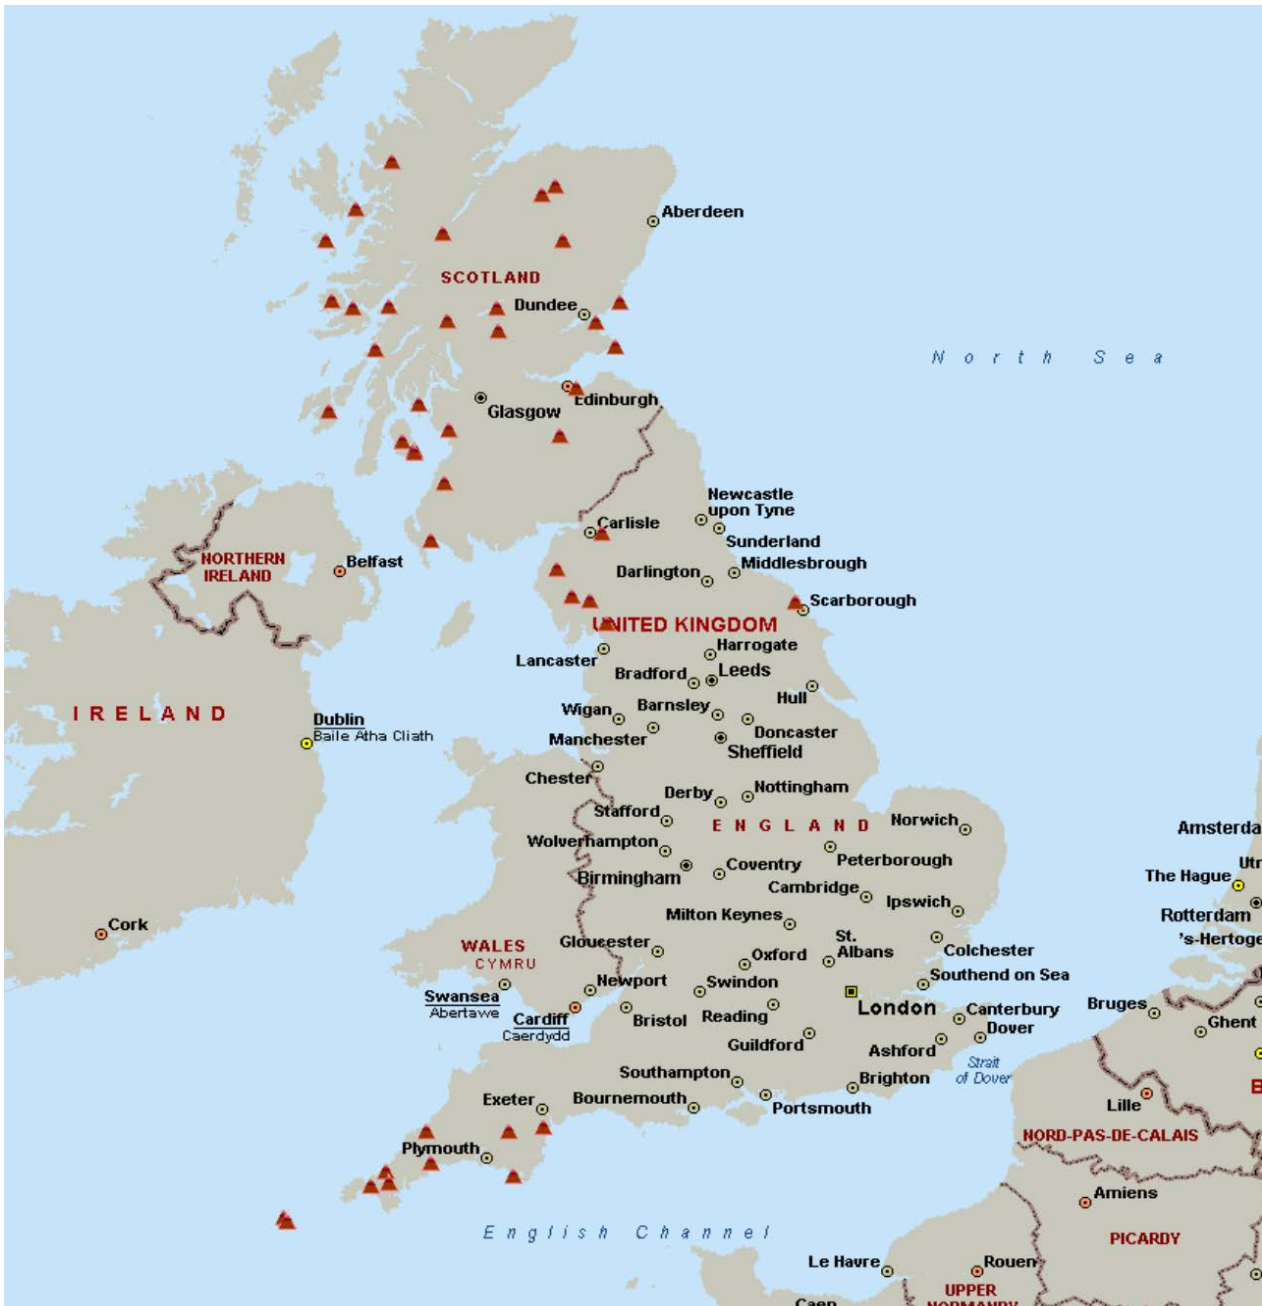 Aberdeen
SCOTLAND
Dundee
North Sea
Edinburgh
Glasgow
Newcastle
upon Tyne
Carlisle
Sunderland
NORTHERN
IRELAND
Belfast
Middlesbrough
Darlington
Scarborough
UNITED KINGDOM
Harrogate
Lancaster
Bradford
Leeds
Hull
IRELAND
Dublin
Baile Atha Cliath
Wigan
Barnsley
Doncaster
Manchester
Sheffield
Chester
Derby
Nottingham
Stafford
ENGLAND
Norwich
Amsterda
Wolverhampton
Peterborough
Coventry
Utr
Birmingham
The Hague
Cambridge
Ipswich
Rotterdam
Milton Keynes
Cork
WALES
CYMRU
Gloucester
St.
Albans
Colchester
's-Hertoge
Oxford
Newport
Southend on Sea
Swansea
Abertawe
Swindon
Bruges
Cardiff
Caerdydd
Bristol
Reading
London
Canterbury
Ghent
Dover
Guildford
Ashford
Strait
of Dover
Southampton
Brighton
B
Exeter
Bournemouth
Portsmouth
Lille
NORD-PAS-DE-CALAIS
Plymouth
Amiens
English Channel
PICARDY
Le Havre
Rouen
UPPER
NORMANDY
Caen